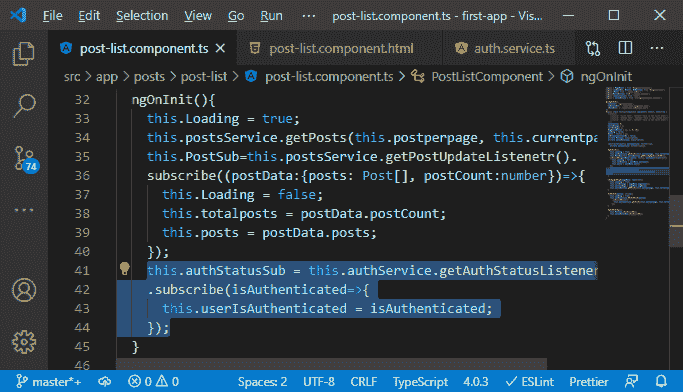 File Edit Selection View Go Run ··· post-list.component.ts - first-app - Vis...
post-list.component.ts post-list.component.html auth.service.ts
src > app > posts > post-list > post-list.component.ts > PostListComponent > ngOnInit
32 ngOnInit(){
33 this.Loading = true;
34 this.postsService.getPosts(this.postperpage, this.currentpa
35 this.PostSub=this.postsService.getPostUpdateListenetr().
36 subscribe((postData:{posts: Post[], postCount:number})=>{
37 this.Loading = false;
38 this.totalposts = postData.postCount;
39 this.posts = postData.posts;
40 });
41 this.authStatusSub = this.authService.getAuthStatusListener
42 .subscribe(isAuthenticated=>{
43 this.userIsAuthenticated = isAuthenticated;
44 });
45 }
46
74
master*+ 0 0 Spaces: 2 UTF-8 CRLF TypeScript 4.0.3 ESLint Prettier